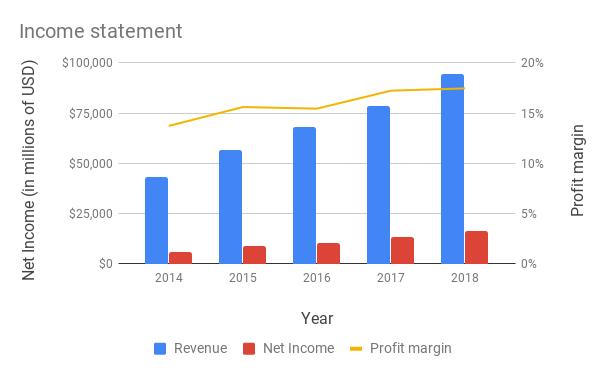 Income statement
Net Income (in millions of USD)
$100,000
$75,000
$50,000
$25,000
$0
20%
15%
10%
5%
0%
Profit margin
2014 2015 2016 2017 2018
Year
Revenue Net Income Profit margin